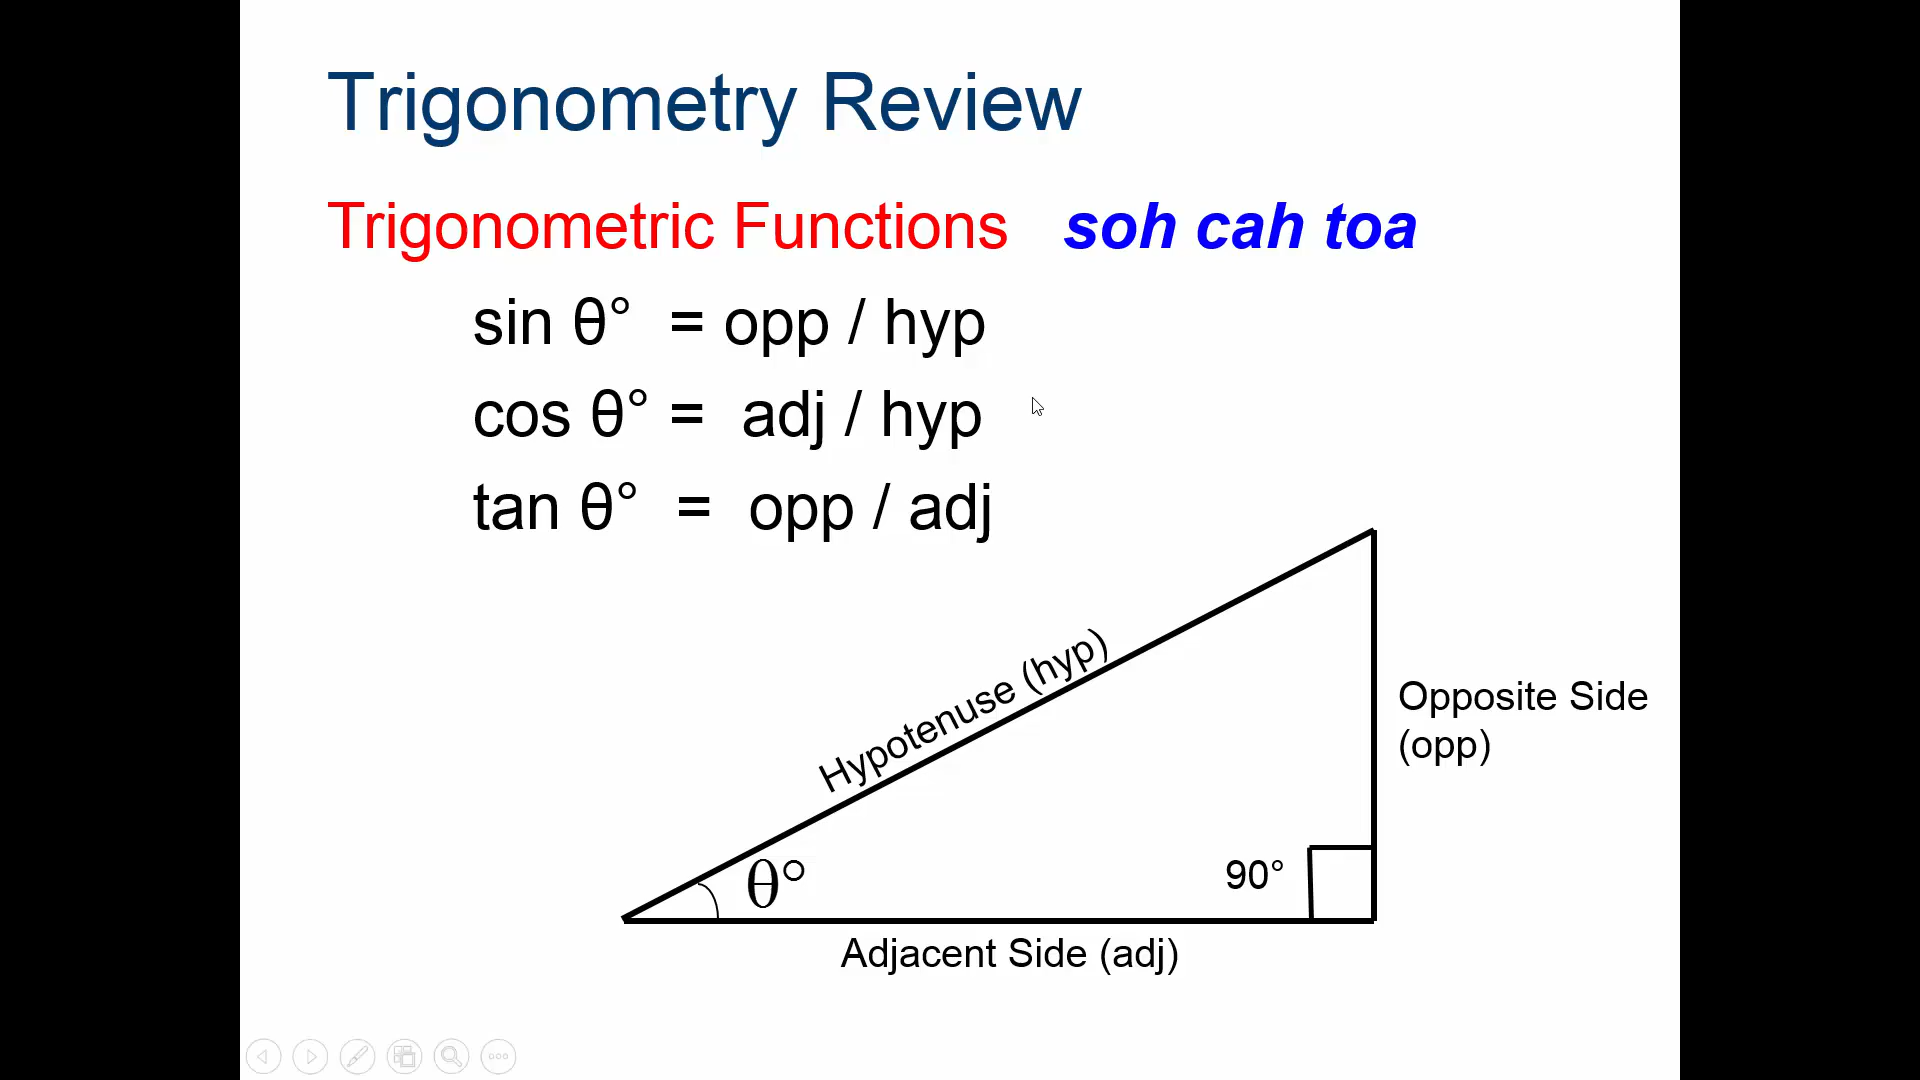 Trigonometry Review
Trigonometric Functions soh cah toa
sin θ° = opp / hyp
cos θ° = adj / hyp
tan θ° = opp / adj
Hypotenuse (hyp)
Opposite Side
(opp)
θ°
90°
Adjacent Side (adj)